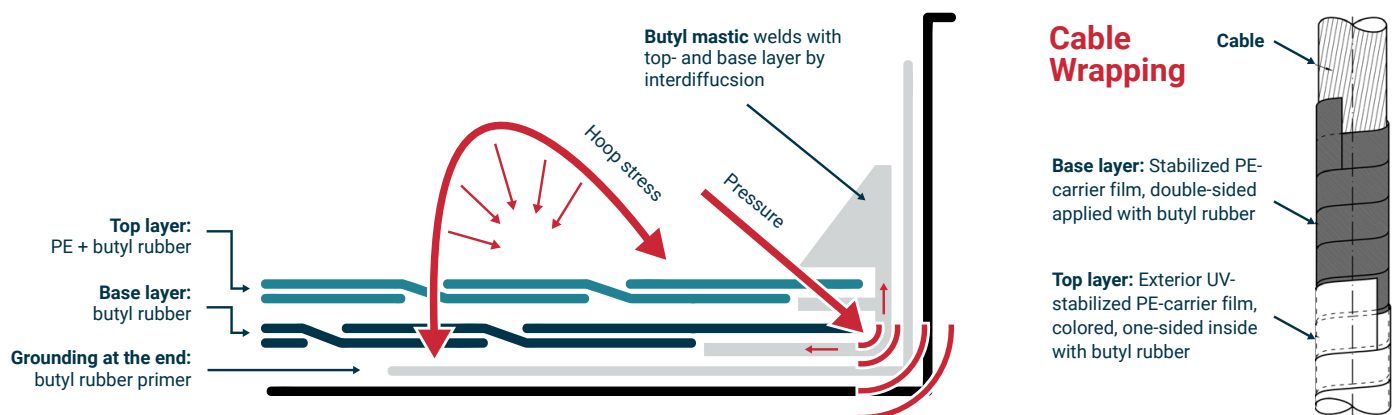 Butyl mastic welds with
top- and base layer by
interdiffucsion
Hoop stress
Pressure
Top layer:
PE + butyl rubber
Base layer:
butyl rubber
Grounding at the end:
butyl rubber primer
Cable
Wrapping
Cable
Base layer: Stabilized PE-
carrier film, double-sided
applied with butyl rubber
Top layer: Exterior UV-
stabilized PE-carrier film,
colored, one-sided inside
with butyl rubber